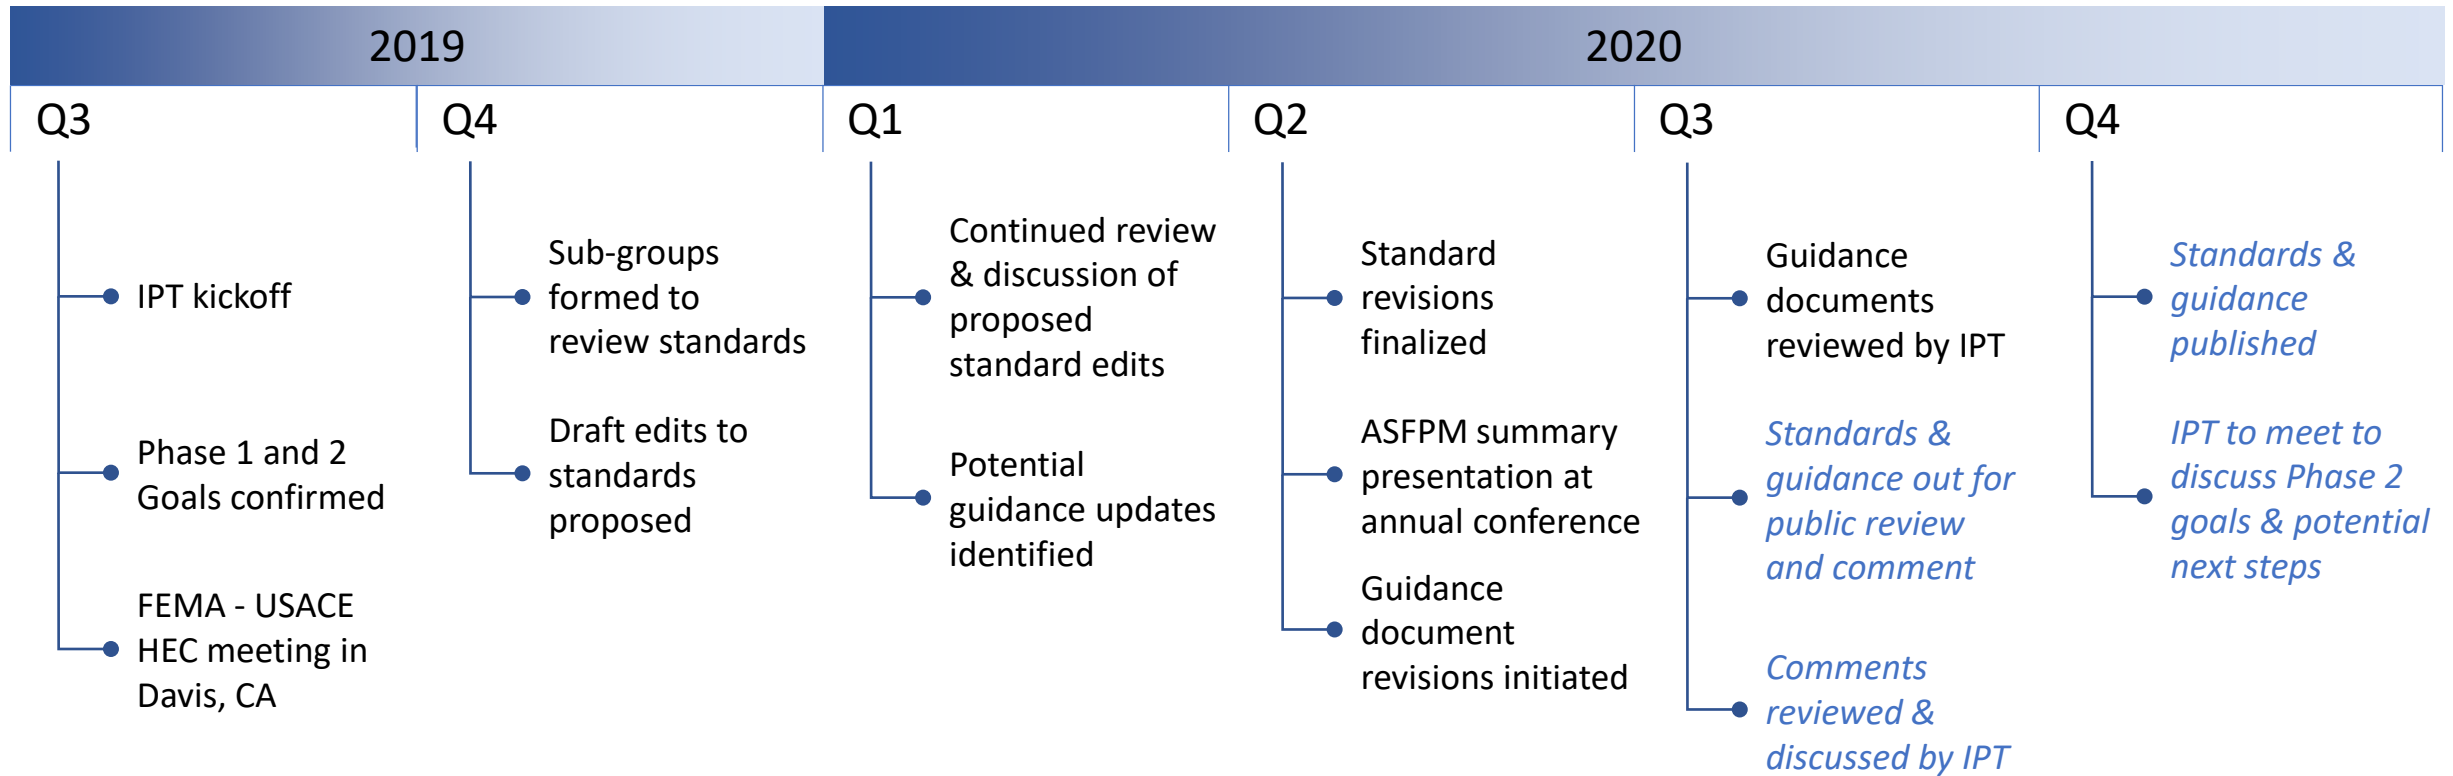 2019
2020
Q3
Q4
Q1
Q2
Q3
Q4
IPT kickoff
Phase 1 and 2
Goals confirmed
FEMA - USACE
HEC meeting in
Davis, CA
Sub-groups
formed to
review standards
Draft edits to
standards
proposed
Continued review
& discussion of
proposed
standard edits
Potential
guidance updates
identified
Standard
revisions
finalized
ASFPM summary
presentation at
annual conference
Guidance
document
revisions initiated
Guidance
documents
reviewed by IPT
Standards &
guidance out for
public review
and comment
Comments
reviewed &
discussed by IPT
Standards &
guidance
published
IPT to meet to
discuss Phase 2
goals & potential
next steps